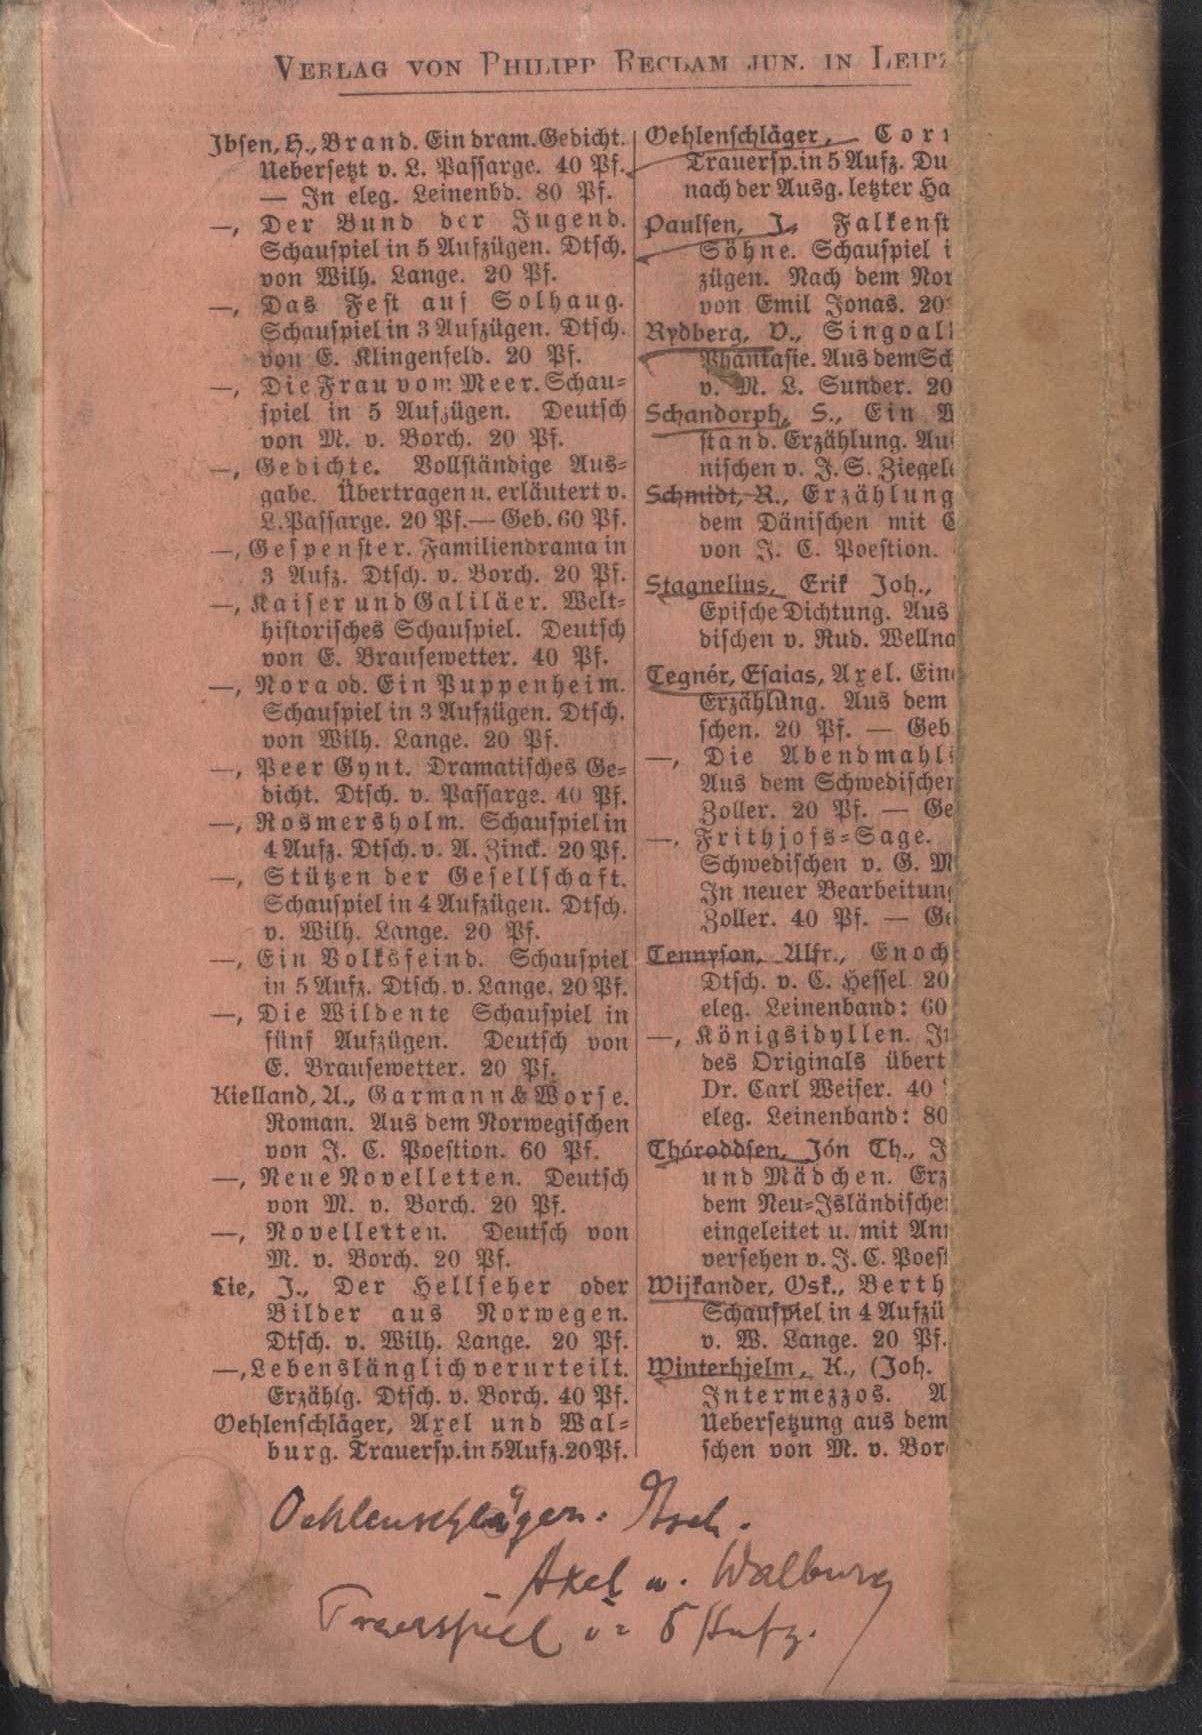 VERLAG VON PHILIPP RECLAM JUN. IN LEIPZ
Ibsen, H., Brand. Ein dram. Gedicht.
Uebersetzt v. L. Passarge. 40 Pf.
— In eleg. Leinenbd. 80 Pf.
—, Der Bund der Jugend.
Schauspiel in 5 Aufzügen. Dtsch.
von Wilh. Lange. 20 Pf.
—, Das Fest auf Solhaug.
Schauspiel in 3 Aufzügen. Dtsch.
von E. Klingenfeld. 20 Pf.
—, Die Frau vom Meer. Schau=
spiel in 5 Aufzügen. Deutsch
von M. v. Borch. 20 Pf.
—, Gedichte. Vollständige Aus=
gabe. Übertragen u. erläutert v.
L. Passarge. 20 Pf. — Geb. 60 Pf.
—, Gespenster. Familiendrama in
3 Aufz. Dtsch. v. Borch. 20 Pf.
—, Kaiser und Galiläer. Welt=
historisches Schauspiel. Deutsch
von E. Brausewetter. 40 Pf.
—, Nora od. Ein Puppenheim.
Schauspiel in 3 Aufzügen. Dtsch.
von Wilh. Lange. 20 Pf.
—, Peer Gynt. Dramatisches Ge=
dicht. Dtsch. v. Passarge. 40 Pf.
—, Rosmersholm. Schauspiel in
4 Aufz. Dtsch. v. A. Zinck. 20 Pf.
—, Stützen der Gesellschaft.
Schauspiel in 4 Aufzügen. Dtsch.
v. Wilh. Lange. 20 Pf.
—, Ein Volksfeind. Schauspiel
in 5 Aufz. Dtsch. v. Lange. 20 Pf.
—, Die Wildente Schauspiel in
fünf Aufzügen. Deutsch von
E. Brausewetter. 20 Pf.
Kielland, A., Garmann & Worse.
Roman. Aus dem Norwegischen
von J. C. Poestion. 60 Pf.
—, Neue Novelletten. Deutsch
von M. v. Borch. 20 Pf.
—, Novelletten. Deutsch von
M. v. Borch. 20 Pf.
Lie, J., Der Hellseher oder
Bilder aus Norwegen.
Dtsch. v. Wilh. Lange. 20 Pf.
—, Lebenslänglich verurteilt.
Erzählg. Dtsch. v. Borch. 40 Pf.
Oehlenschläger, Axel und Wal=
burg. Trauersp. in 5 Aufz. 20 Pf.
Oehlenschläger, Corr
Trauersp. in 5 Aufz. Du
nach der Ausg. letzter Ha
Paulsen, J., Falkenst
Söhne. Schauspiel i
zügen. Nach dem Nor
von Emil Jonas. 20
Rydberg, V., Singoall
Phantasie. Aus dem Sch
v. M. L. Sunder. 20
Schandorph, S., Ein
stand. Erzählung. Au
nischen v. J. S. Ziegele
Schmidt, R., Erzählung
dem Dänischen mit
von J. C. Poestion.
Stagnelius, Erik Joh.,
Epische Dichtung. Aus
dischen v. Rud. Wellna
Tegnér, Esaias, Axel. Ein
Erzählung. Aus dem
schen. 20 Pf. — Geb
—, Die Abendmahls
Aus dem Schwedischen
Zoller. 20 Pf. — Ge
—, Frithjofs=Sage.
Schwedischen v. G. M
In neuer Bearbeitung
Zoller. 40 Pf. — Ge
Tennyson, Alfr., Enoch
Dtsch. v. C. Hessel 20
eleg. Leinenband: 60
—, Königsidyllen. In
des Originals übert
Dr. Carl Weiser. 40
eleg. Leinenband: 80
Thóroddsen, Jón Th., J
und Mädchen. Erz
dem Neu=Isländischen
eingeleitet u. mit An
versehen v. J. C. Poest
Wijkander, Osk., Berth
Schauspiel in 4 Aufzü
v. W. Lange. 20 Pf.
Winterhjelm, K., (Joh.
Intermezzos. A
Uebersetzung aus dem
schen von M. v. Bor
Oehlenschläger:
– Axel u. Walburg
Trauerspiel in 5 Aufz.